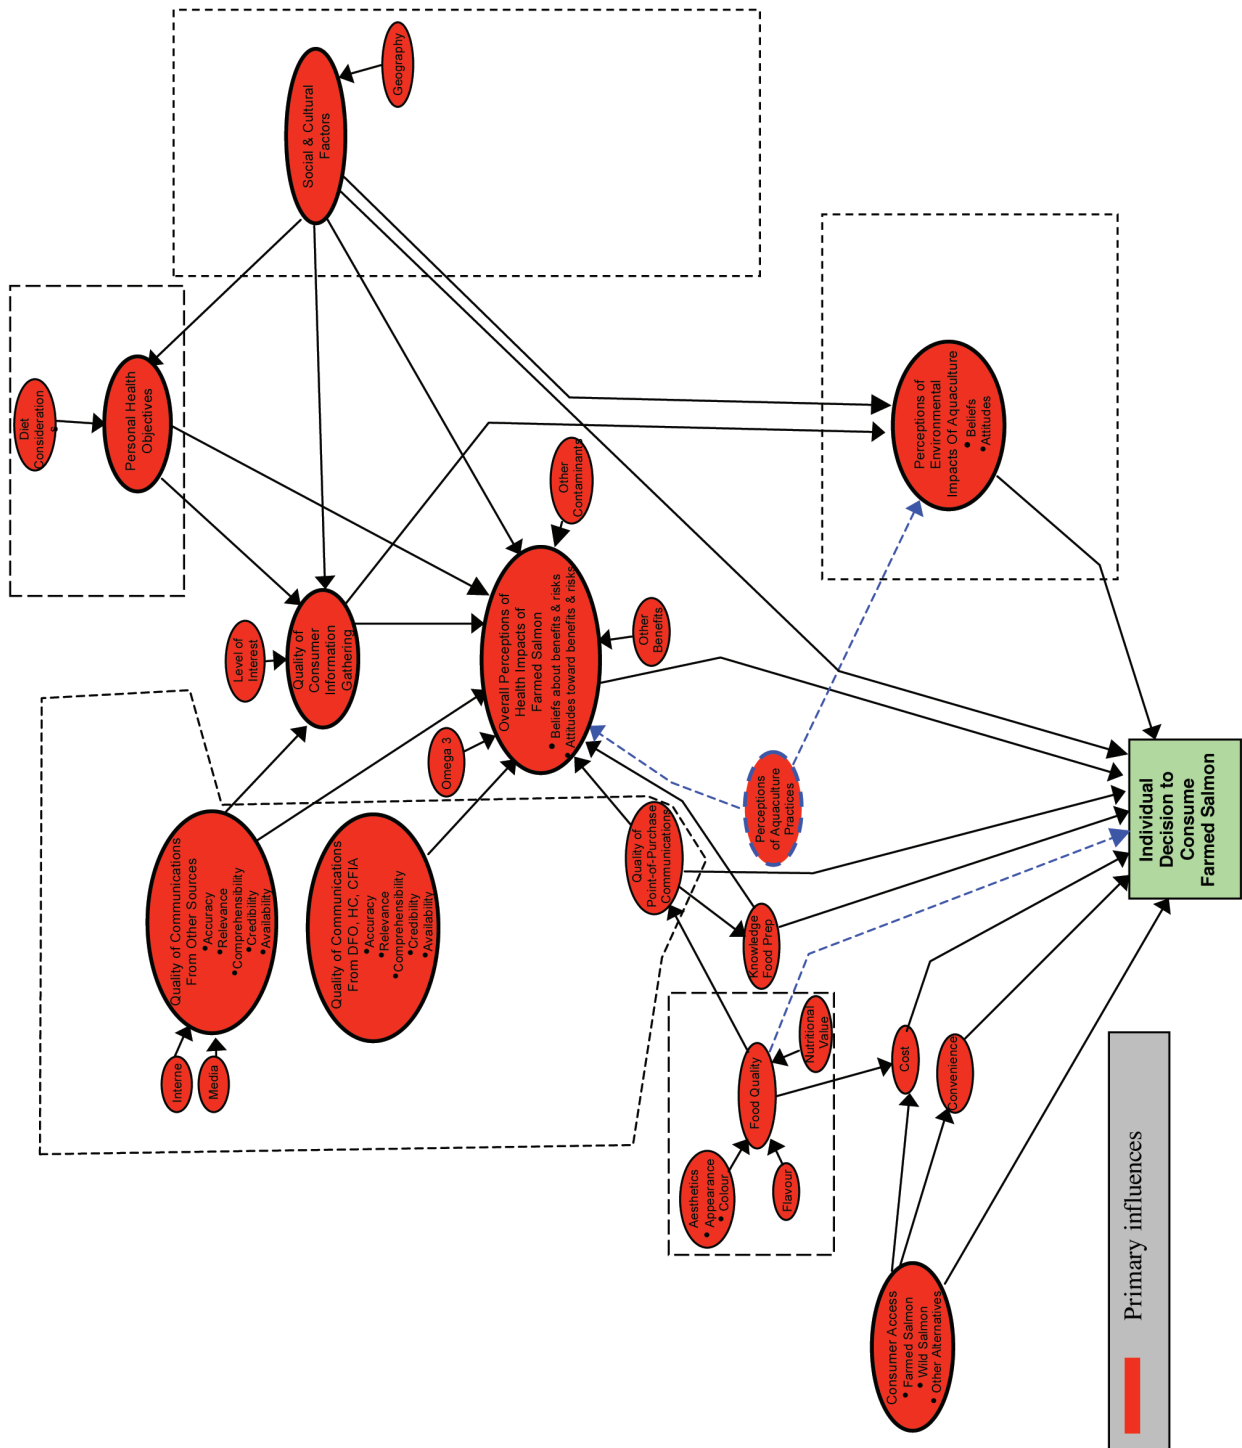 Diet
Considerations
Personal Health
Objectives
Social & Cultural
Factors
Geography
Level of
Interest
Quality of
Consumer
Information
Gathering
Quality of Communications
From Other Sources
•Accuracy
•Relevance
•Comprehensibility
•Credibility
•Availability
Interne
Media
Quality of Communications
From DFO, HC, CFIA
•Accuracy
•Relevance
•Comprehensibility
•Credibility
•Availability
Omega 3
Overall Perceptions of
Health Impacts of
Farmed Salmon
• Beliefs about benefits & risks
• Attitudes toward benefits & risks
Other
Contaminants
Other
Benefits
Quality of
Point-of-Purchase
Communications
Knowledge
Food Prep
Perceptions
of Aquaculture
Practices
Perceptions of
Environmental
Impacts Of Aquaculture
• Beliefs
•Attitudes
Aesthetics
• Appearance
• Colour
Food Quality
Flavour
Nutritional
Value
Cost
Convenience
Consumer Access
• Farmed Salmon
• Wild Salmon
• Other Alternatives
Individual
Decision to
Consume
Farmed Salmon
Primary influences